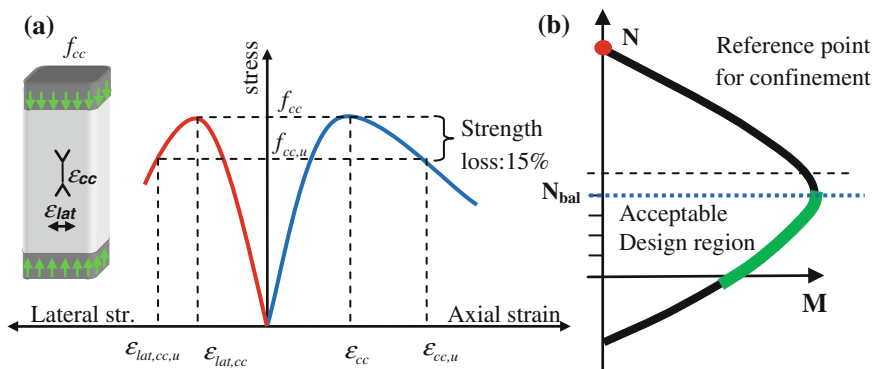 (a)
f_cc
ε_cc
ε_lat
stress
f_cc
f_cc,u
Strength
loss:15%
Lateral str.
Axial strain
ε_lat,cc,u
ε_lat,cc
ε_cc
ε_cc,u
(b)
N
Reference point
for confinement
N_bal
Acceptable
Design region
M